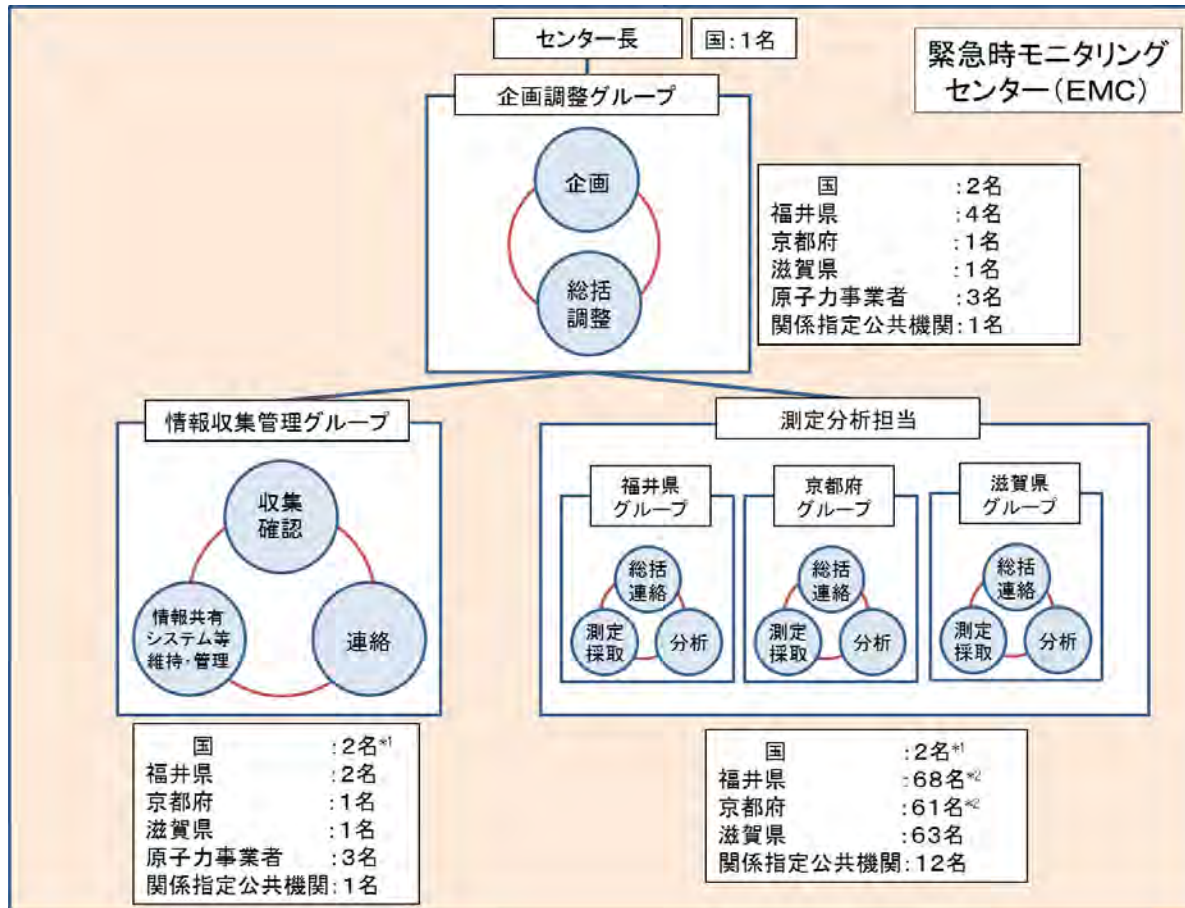 センター長
国:1名
緊急時モニタリング
センター(EMC)
企画調整グループ
企画
総括
調整
国 :2名
福井県 :4名
京都府 :1名
滋賀県 :1名
原子力事業者 :3名
関係指定公共機関:1名
情報収集管理グループ
収集
確認
情報共有
システム等
維持・管理
連絡
国 :2名*1
福井県 :2名
京都府 :1名
滋賀県 :1名
原子力事業者 :3名
関係指定公共機関:1名
測定分析担当
福井県
グループ
総括
連絡
測定
採取
分析
京都府
グループ
総括
連絡
測定
採取
分析
滋賀県
グループ
総括
連絡
測定
採取
分析
国 :2名*1
福井県 :68名*2
京都府 :61名*2
滋賀県 :63名
関係指定公共機関:12名